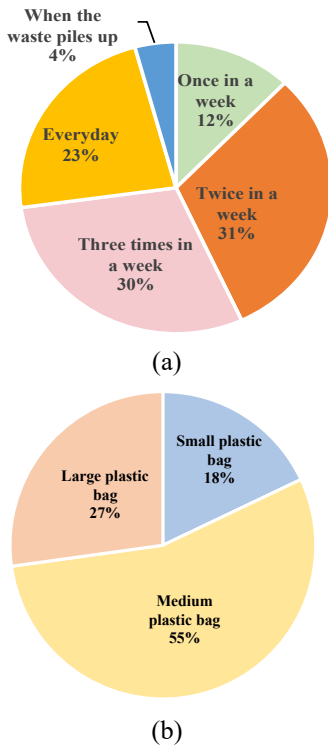 When the
waste piles up
4%
Once in a
week
12%
Everyday
23%
Twice in a
week
31%
Three times in
a week
30%
(a)
Small plastic
bag
18%
Large plastic
bag
27%
Medium
plastic bag
55%
(b)